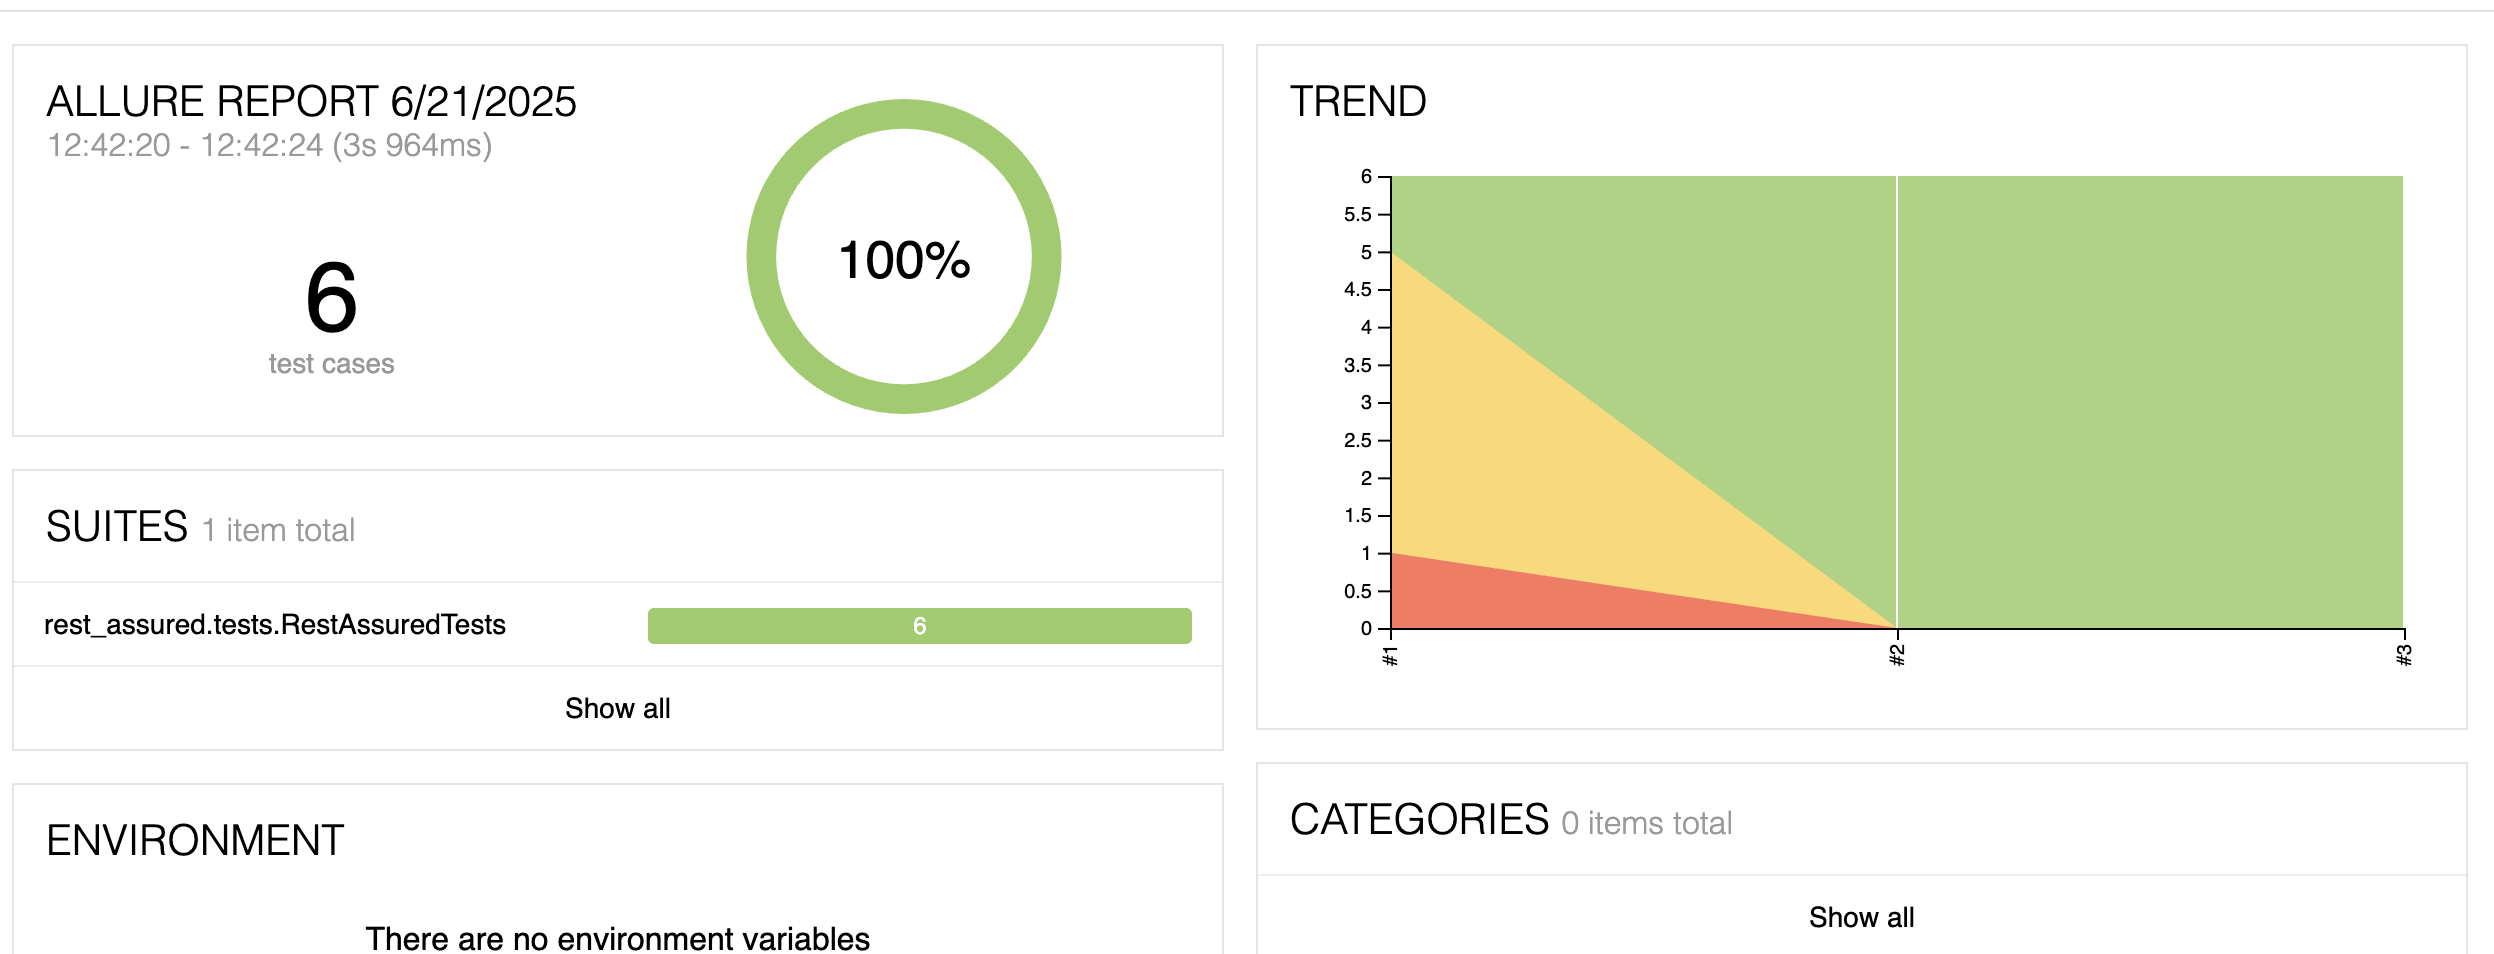 ALLURE REPORT 6/21/2025
12:42:20 - 12:42:24 (3s 964ms)
6
test cases
100%
SUITES 1 item total
rest_assured.tests.RestAssuredTests 6
Show all
ENVIRONMENT
There are no environment variables
TREND
6
5.5
5
4.5
4
3.5
3
2.5
2
1.5
1
0.5
0
#1 #2 #3
CATEGORIES 0 items total
Show all